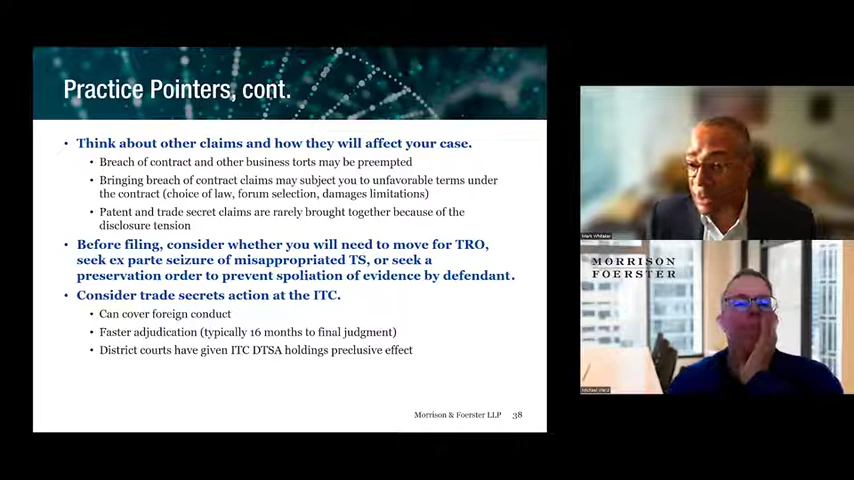 Practice Pointers, cont.
• Think about other claims and how they will affect your case.
• Breach of contract and other business torts may be preempted
• Bringing breach of contract claims may subject you to unfavorable terms under
the contract (choice of law, forum selection, damages limitations)
• Patent and trade secret claims are rarely brought together because of the
disclosure tension
• Before filing, consider whether you will need to move for TRO,
seek ex parte seizure of misappropriated TS, or seek a
preservation order to prevent spoliation of evidence by defendant.
• Consider trade secrets action at the ITC.
• Can cover foreign conduct
• Faster adjudication (typically 16 months to final judgment)
• District courts have given ITC DTSA holdings preclusive effect
Morrison & Foerster LLP 38
Mark Whitaker
MORRISON
FOERSTER
Michael